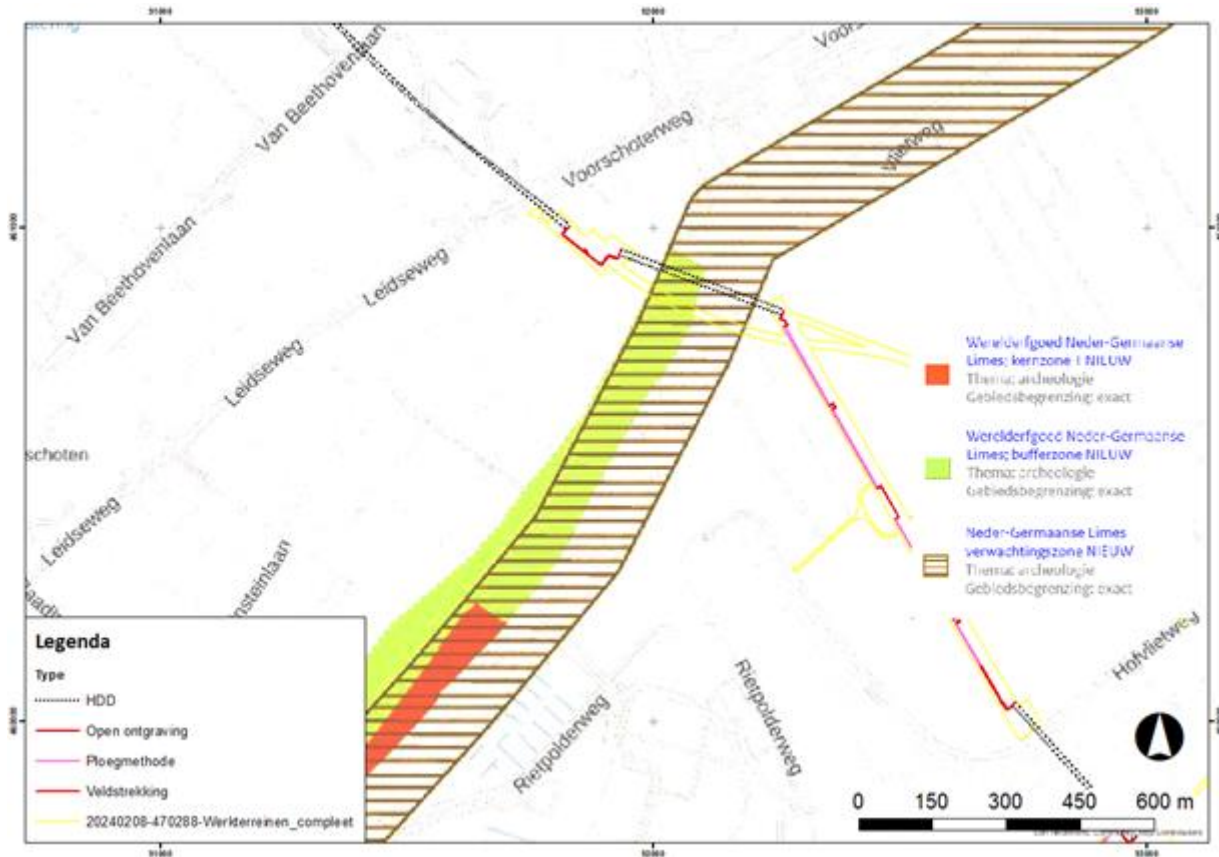 Van Beethovenlaan
Voorschoterweg
Vlietweg
Van Beethovenlaan
Leidseweg
Leidseweg
schoten
Leidseweg
ensteinlaan
Rietpolderweg
Rietpolderweg
Hofvlietweg
Werelderfgoed Neder-Germaanse
Limes; kernzone 1 NIEUW
Thema: archeologie
Gebiedsbegrenzing: exact
Werelderfgoed Neder-Germaanse
Limes; bufferzone NIEUW
Thema: archeologie
Gebiedsbegrenzing: exact
Neder-Germaanse Limes
verwachtingszone NIEUW
Thema: archeologie
Gebiedsbegrenzing: exact
Legenda
Type
HDD
Open ontgraving
Ploegmethode
Veldstrekking
20240208-470288-Werkterreinen_compleet
0 150 300 450 600 m